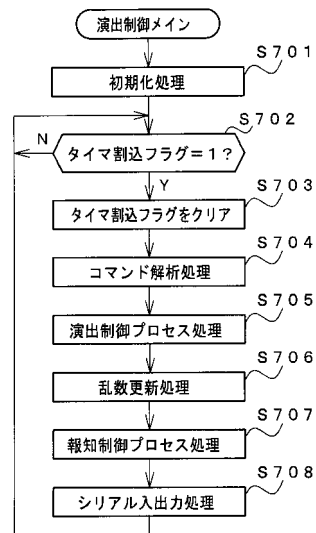 演出制御メイン
S701
初期化処理
S702
N
タイマ割込フラグ=1?
Y
S703
タイマ割込フラグをクリア
S704
コマンド解析処理
S705
演出制御プロセス処理
S706
乱数更新処理
S707
報知制御プロセス処理
S708
シリアル入出力処理